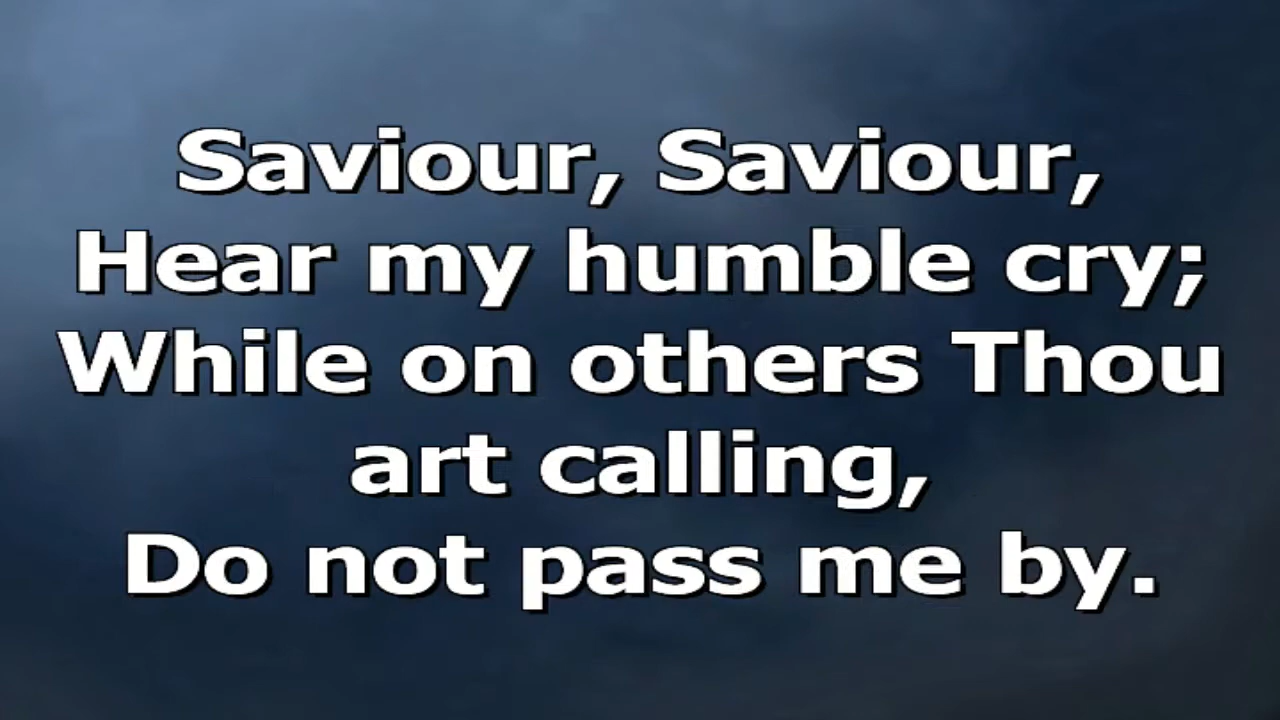 Saviour, Saviour,
Hear my humble cry;
While on others Thou
art calling,
Do not pass me by.